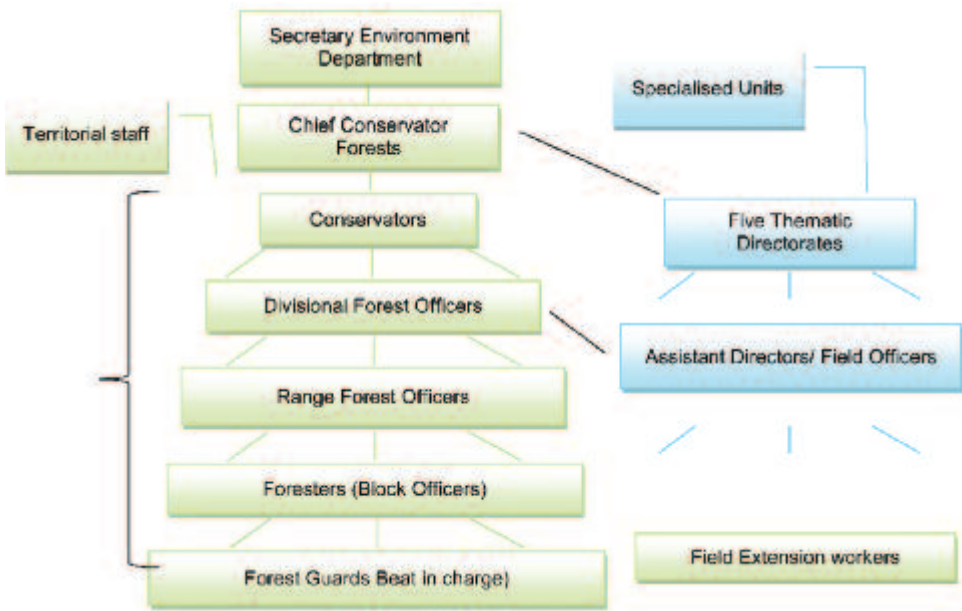 Secretary Environment
Department
Specialised Units
Territorial staff
Chief Conservator
Forests
Conservators
Five Thematic
Directorates
Divisional Forest Officers
Assistant Directors/ Field Officers
Range Forest Officers
Foresters (Block Officers)
Field Extension workers
Forest Guards Beat in charge)